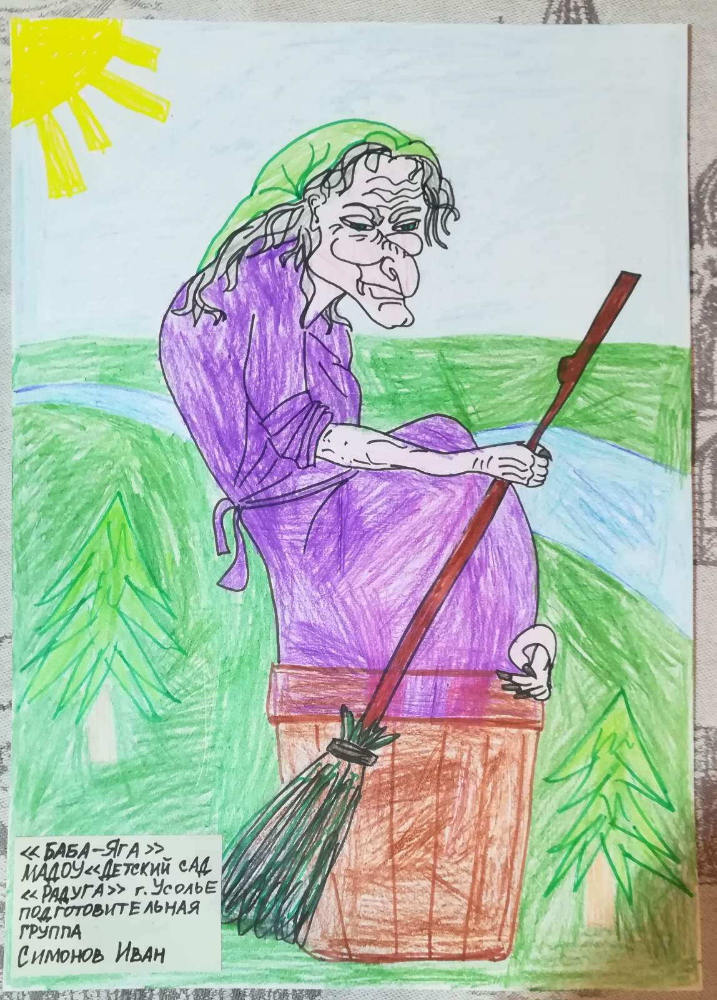 «БАБА-ЯГА»
МАДОУ«ДЕТСКИЙ САД
«РАДУГА» г. УСОЛЬЕ
ПОДГОТОВИТЕЛЬНАЯ
ГРУППА
СИМОНОВ ИВАН